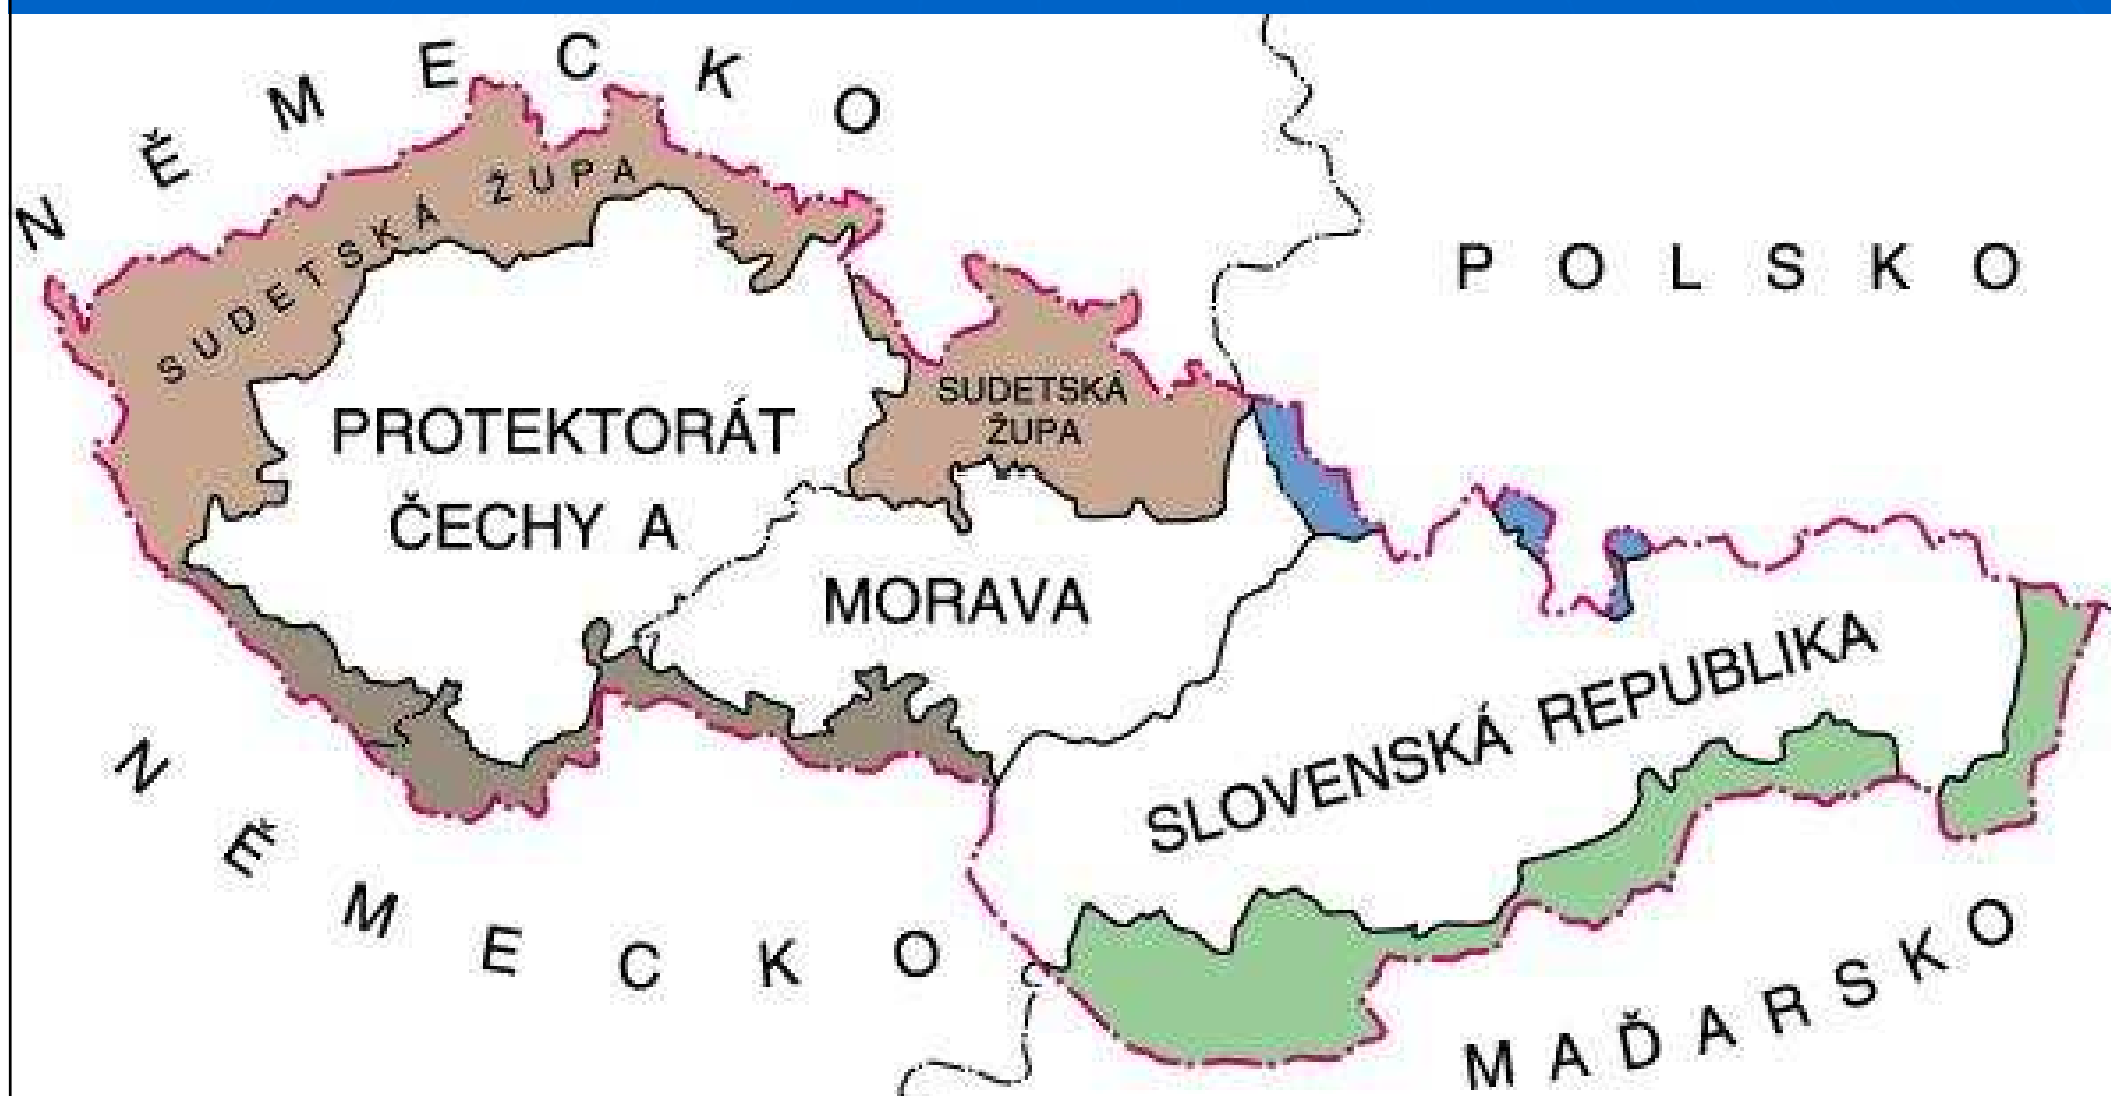 NĚMECKO
SUDETSKÁ ŽUPA
POLSKO
SUDETSKÁ
ŽUPA
PROTEKTORÁT
ČECHY A
MORAVA
SLOVENSKÁ REPUBLIKA
NĚMECKO
MAĎARSKO